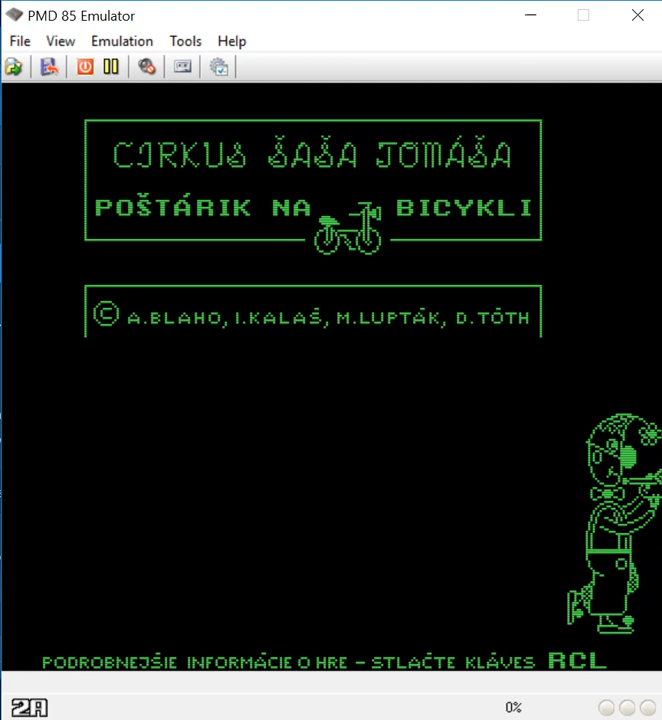 PMD 85 Emulator
File View Emulation Tools Help
CIRKUS ŠAŠA TOMÁŠA
POŠTÁRIK NA BICYKLI
© A.BLAHO, I.KALAŠ, M.LUPTÁK, D.TÓTH
PODROBNEJŠIE INFORMÁCIE O HRE – STLAČTE KLÁVES RCL
2A 0%